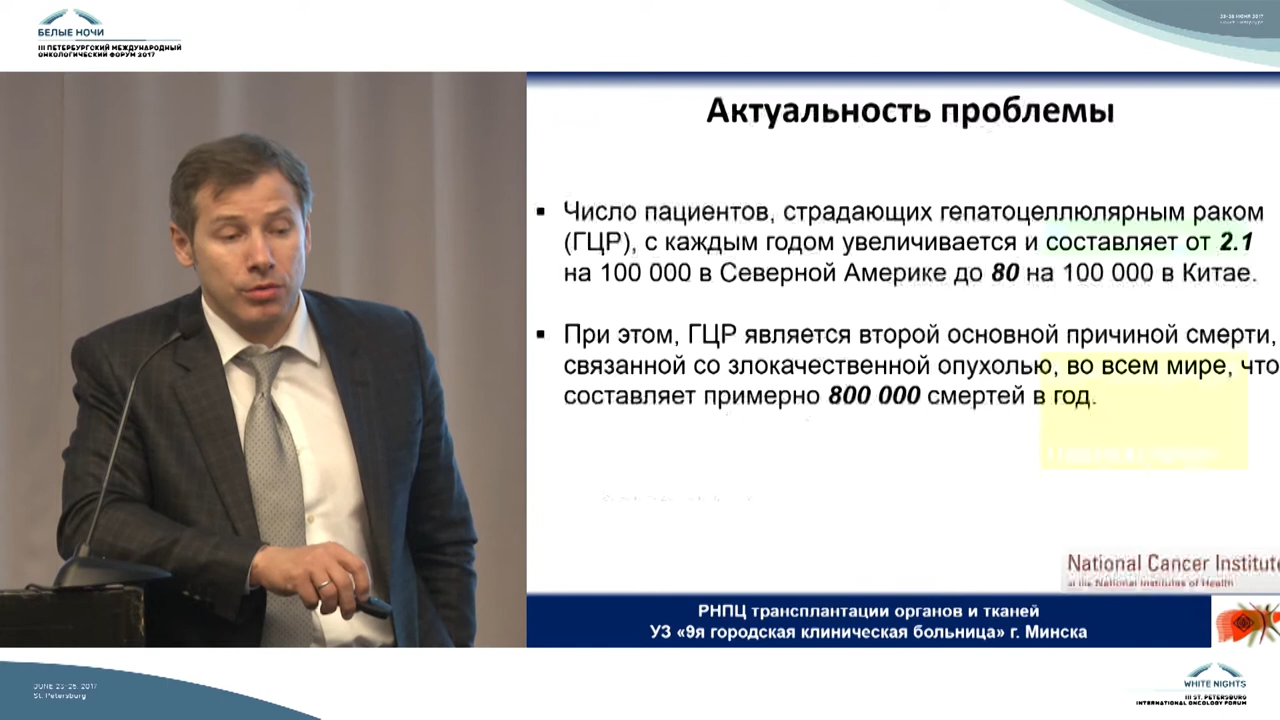 БЕЛЫЕ НОЧИ
III ПЕТЕРБУРГСКИЙ МЕЖДУНАРОДНЫЙ
ОНКОЛОГИЧЕСКИЙ ФОРУМ 2017
Актуальность проблемы
▪ Число пациентов, страдающих гепатоцеллюлярным раком
(ГЦР), с каждым годом увеличивается и составляет от 2.1
на 100 000 в Северной Америке до 80 на 100 000 в Китае.
▪ При этом, ГЦР является второй основной причиной смерти,
связанной со злокачественной опухолью, во всем мире, что
составляет примерно 800 000 смертей в год.
National Cancer Institute
at the National Institutes of Health
РНПЦ трансплантации органов и тканей
УЗ «9я городская клиническая больница» г. Минска
St. Petersburg
WHITE NIGHTS
III ST. PETERSBURG
INTERNATIONAL ONCOLOGY FORUM